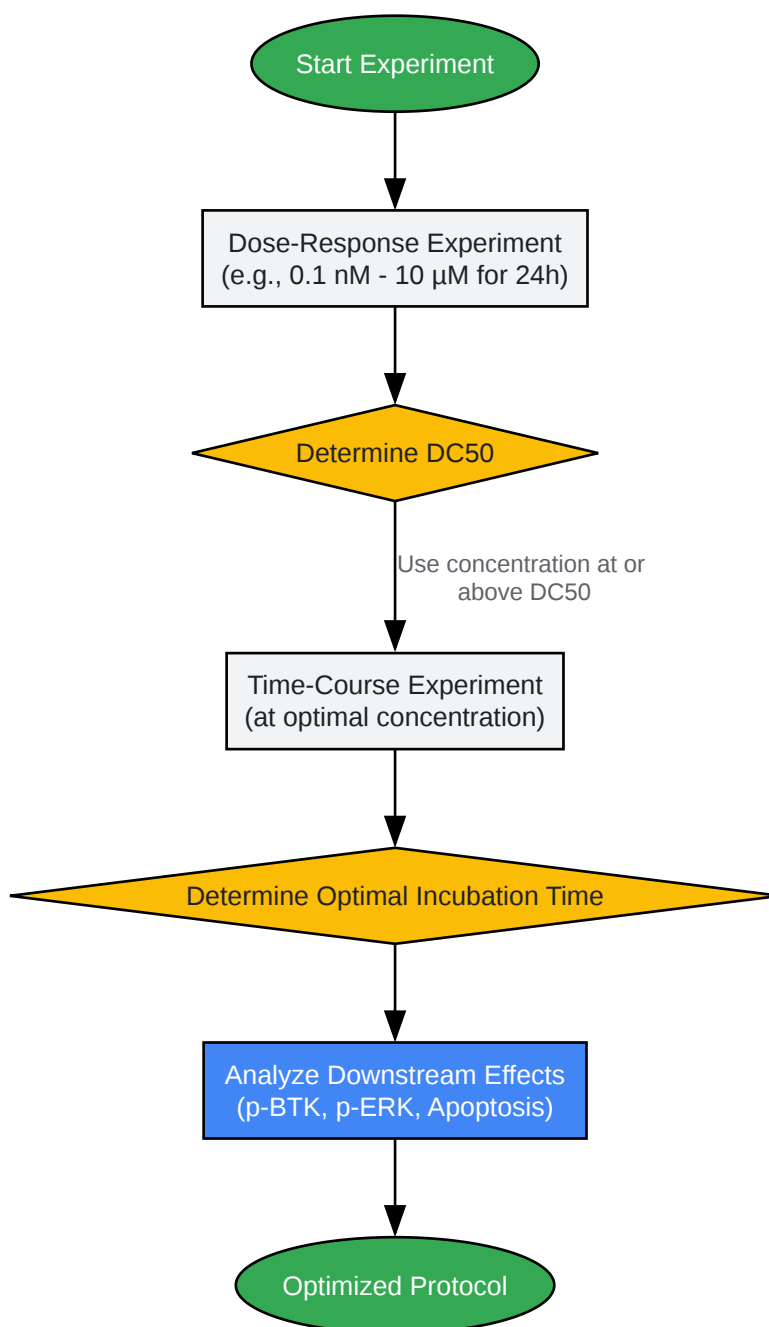 Start Experiment
Dose-Response Experiment
(e.g., 0.1 nM - 10 µM for 24h)
Determine DC50
Use concentration at or
above DC50
Time-Course Experiment
(at optimal concentration)
Determine Optimal Incubation Time
Analyze Downstream Effects
(p-BTK, p-ERK, Apoptosis)
Optimized Protocol